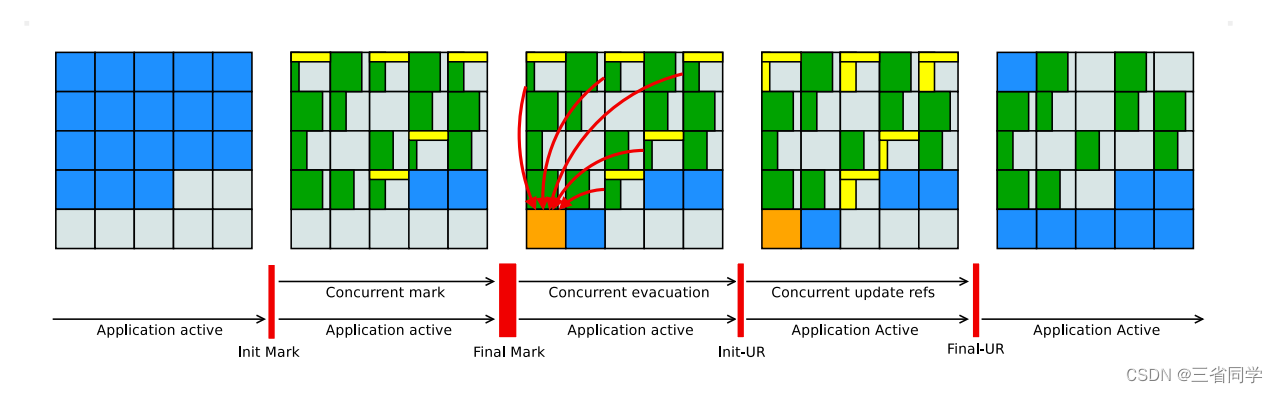 Concurrent mark
Concurrent evacuation
Concurrent update refs
Application active
Application active
Application active
Application Active
Application Active
Init Mark
Final Mark
Init-UR
Final-UR
CSDN @三省同学